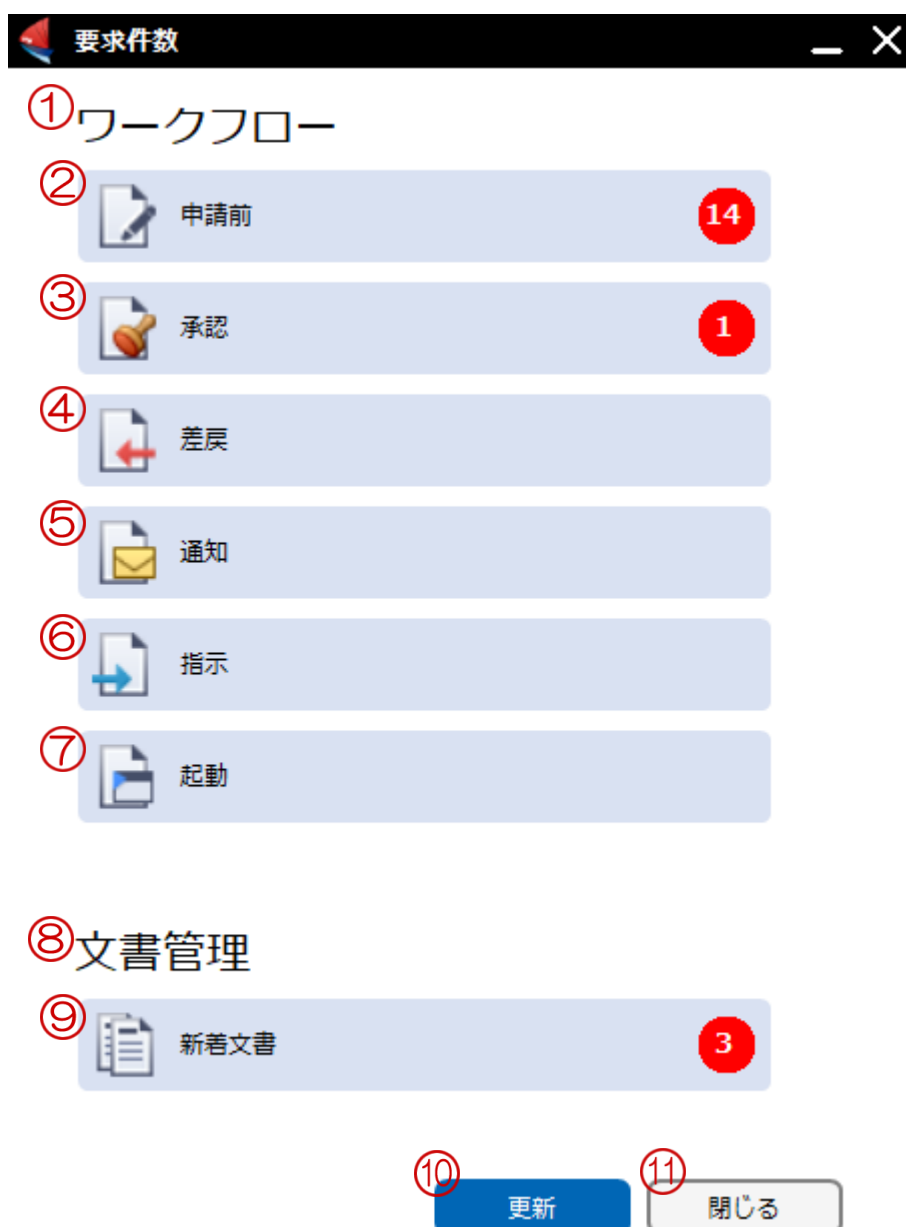 要求件数
①ワークフロー
②申請前 14
③承認 1
④差戻
⑤通知
⑥指示
⑦起動
⑧文書管理
⑨新着文書 3
⑩更新 ⑪閉じる